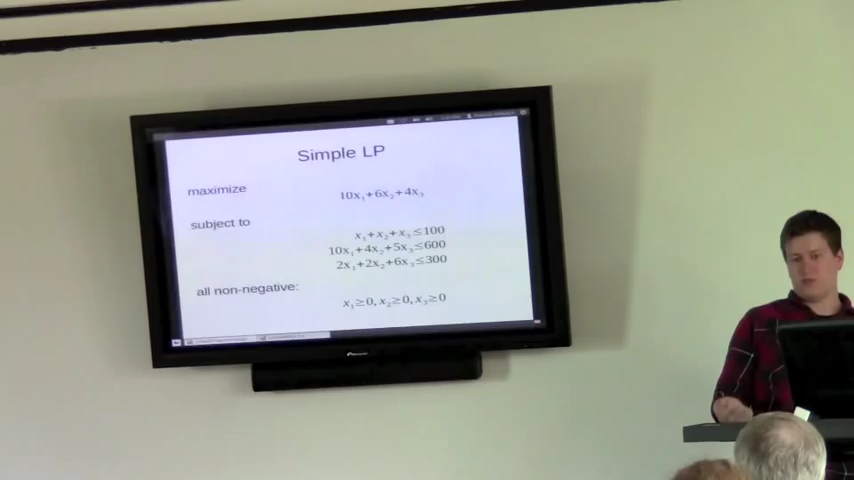 Simple LP
maximize
10x₁+6x₂+4x₃
subject to
x₁+x₂+x₃≤100
10x₁+4x₂+5x₃≤600
2x₁+2x₂+6x₃≤300
all non-negative:
x₁≥0, x₂≥0, x₃≥0